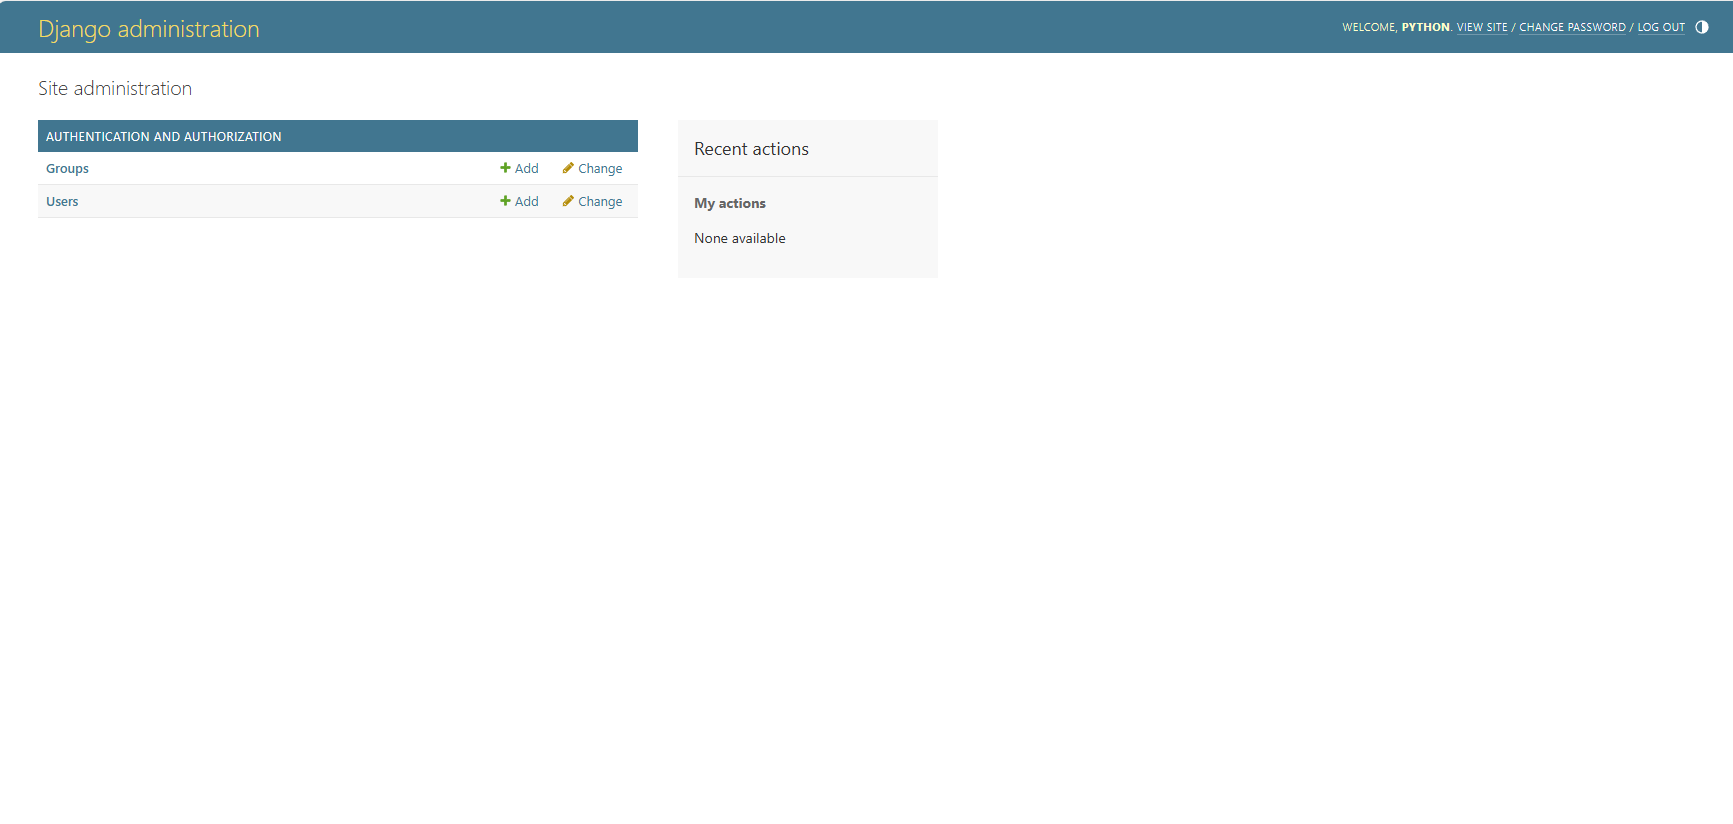 Django administration
WELCOME, PYTHON. VIEW SITE / CHANGE PASSWORD / LOG OUT
Site administration
AUTHENTICATION AND AUTHORIZATION
Groups Add Change
Users Add Change
Recent actions
My actions
None available